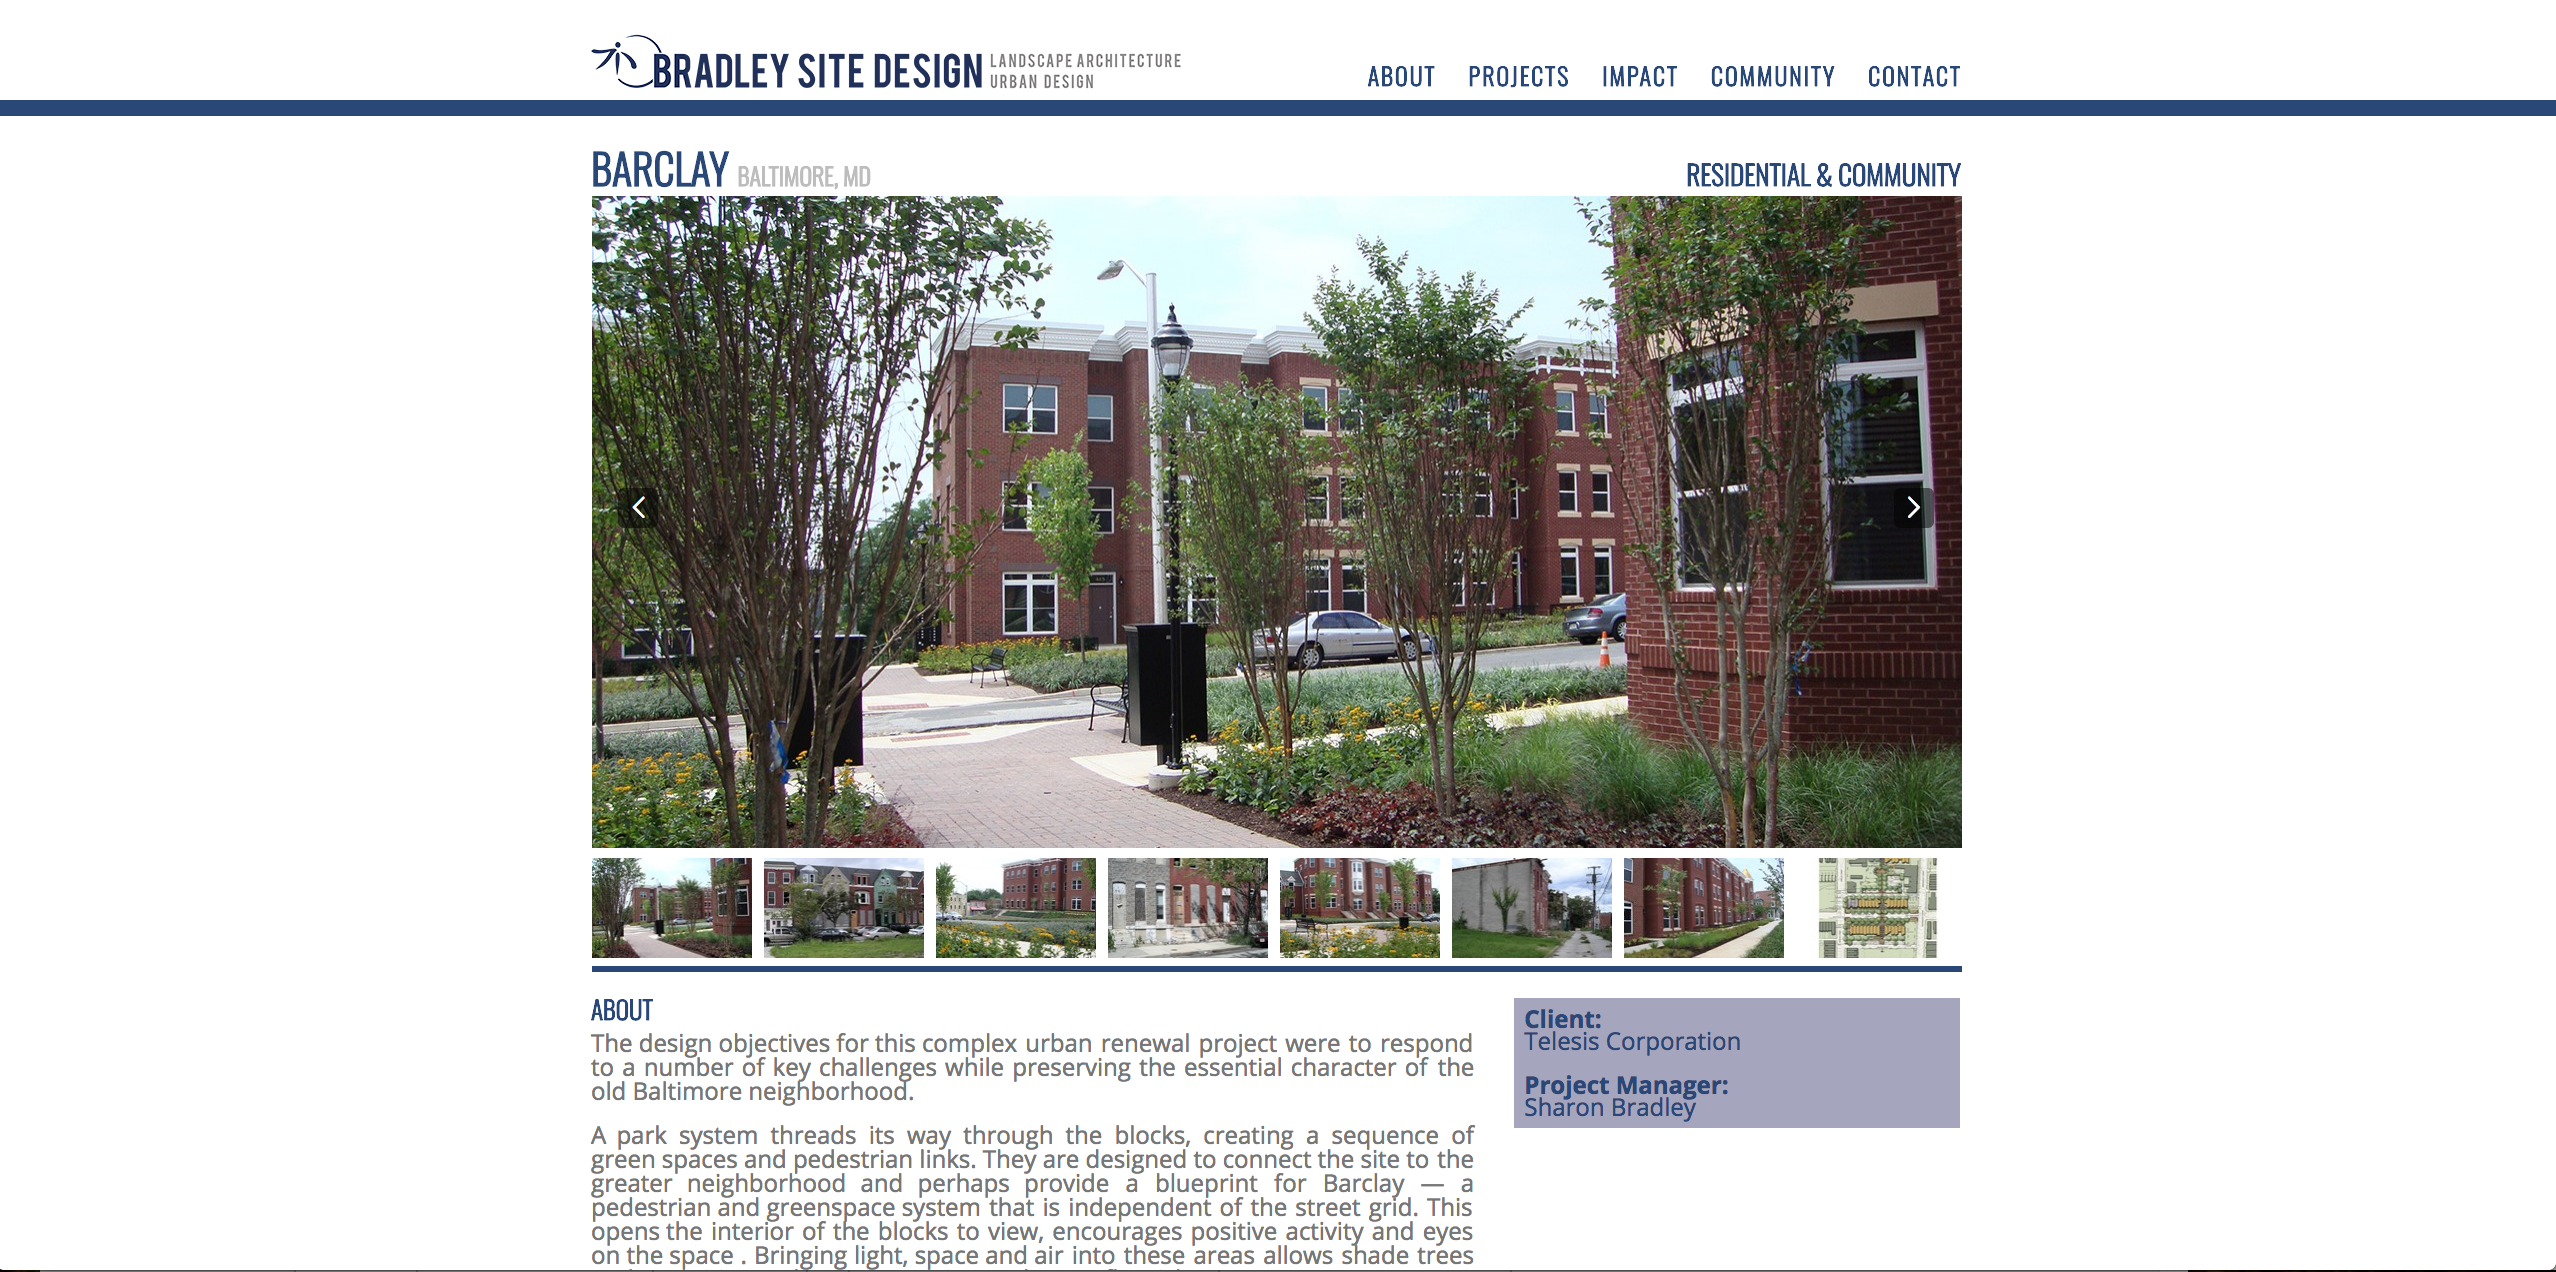 BRADLEY SITE DESIGN
LANDSCAPE ARCHITECTURE
URBAN DESIGN
ABOUT PROJECTS IMPACT COMMUNITY CONTACT
BARCLAY BALTIMORE, MD
RESIDENTIAL & COMMUNITY
ABOUT
The design objectives for this complex urban renewal project were to respond
to a number of key challenges while preserving the essential character of the
old Baltimore neighborhood.
A park system threads its way through the blocks, creating a sequence of
green spaces and pedestrian links. They are designed to connect the site to the
greater neighborhood and perhaps provide a blueprint for Barclay — a
pedestrian and greenspace system that is independent of the street grid. This
opens the interior of the blocks to view, encourages positive activity and eyes
on the space . Bringing light, space and air into these areas allows shade trees
Client:
Telesis Corporation
Project Manager:
Sharon Bradley